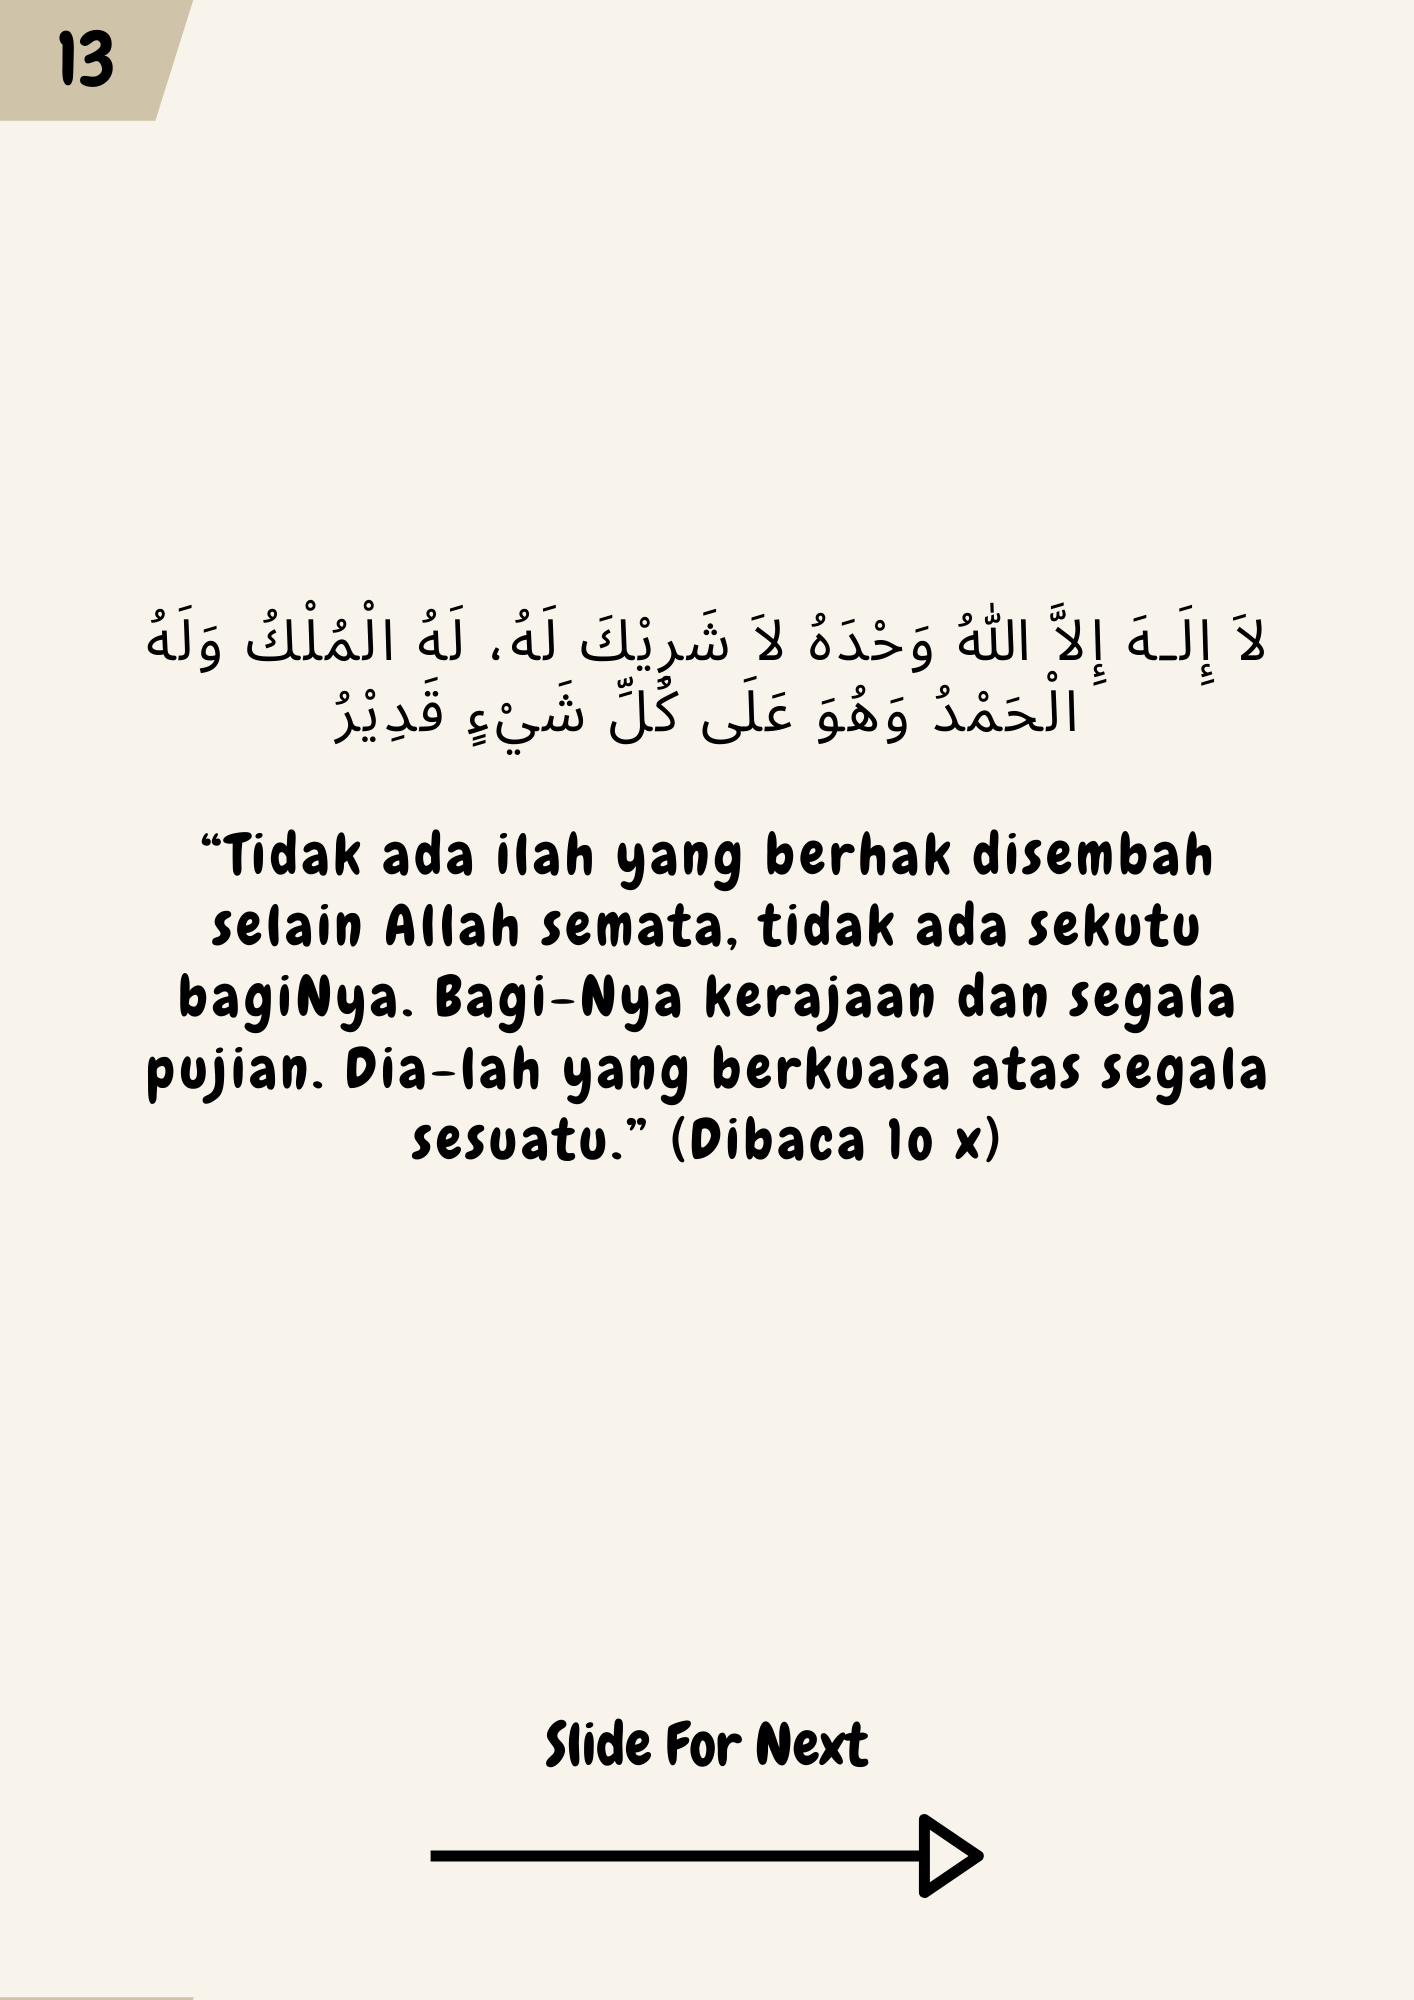 13
لاَ إِلَـهَ إِلاَّ اللهُ وَحْدَهُ لاَ شَرِيْكَ لَهُ، لَهُ الْمُلْكُ وَلَهُ
الْحَمْدُ وَهُوَ عَلَى كُلِّ شَيْءٍ قَدِيْرُ
“Tidak ada ilah yang berhak disembah
selain Allah semata, tidak ada sekutu
bagiNya. Bagi-Nya kerajaan dan segala
pujian. Dia-lah yang berkuasa atas segala
sesuatu.” (Dibaca 10 x)
Slide For Next